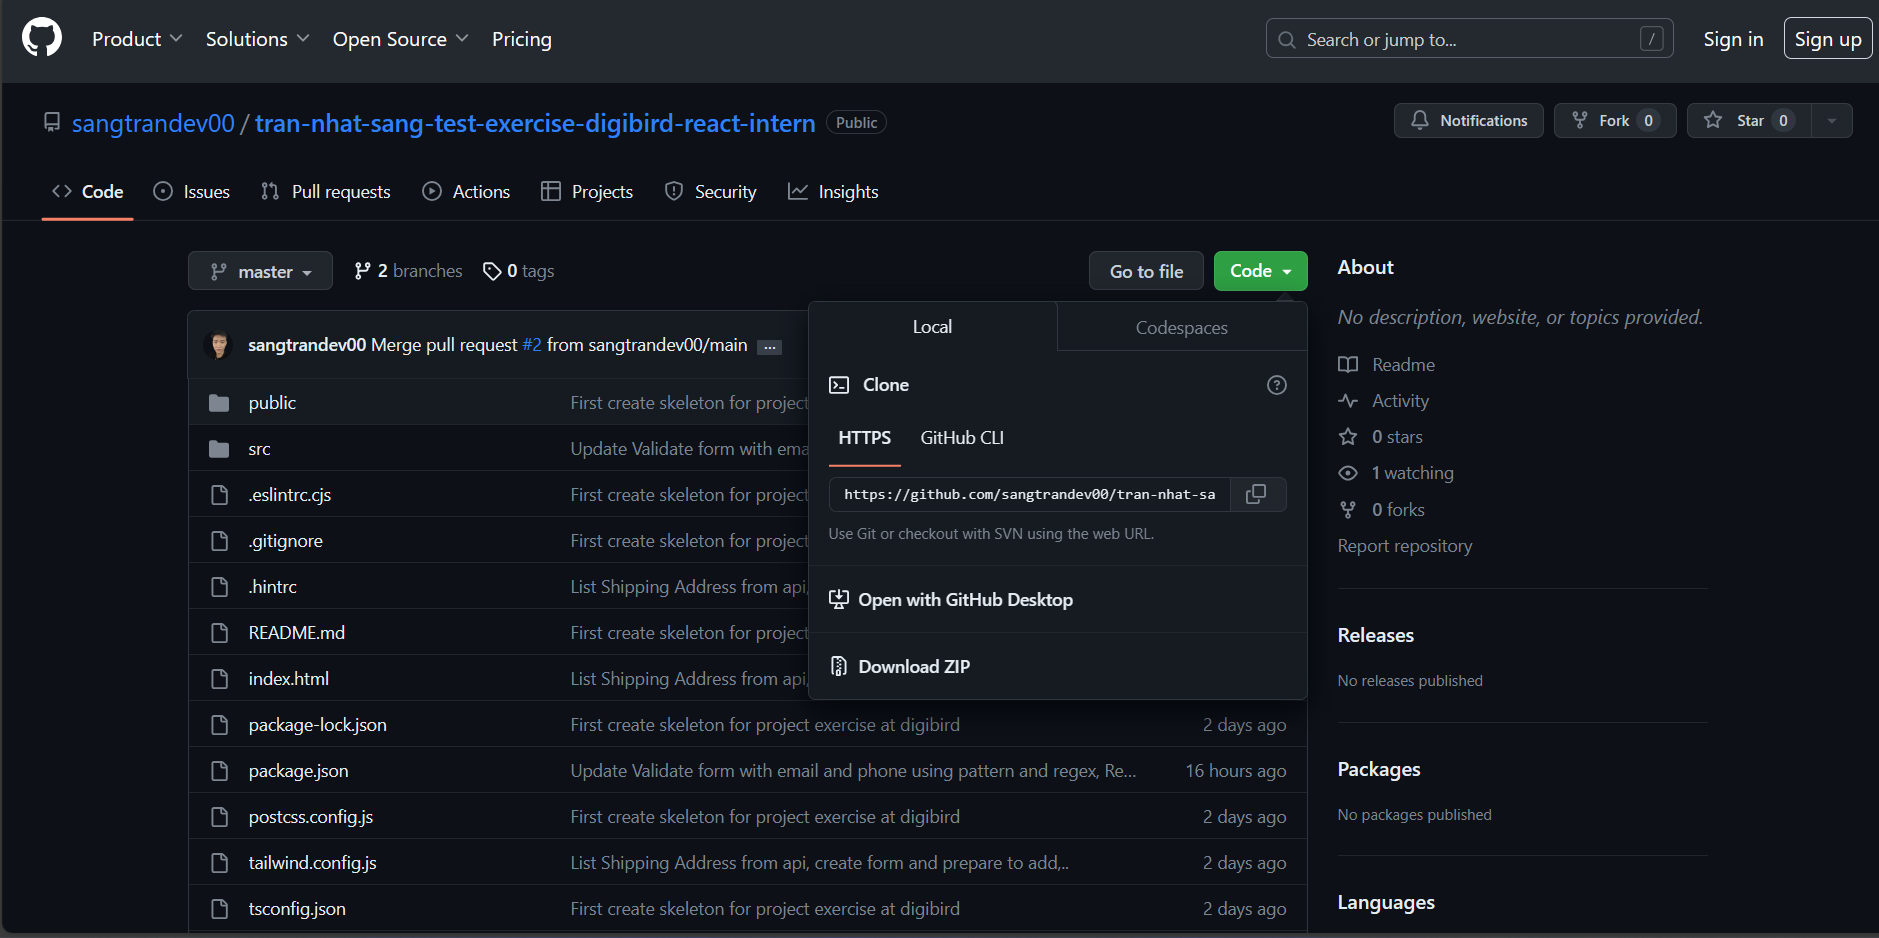 Product Solutions Open Source Pricing Search or jump to... / Sign in Sign up
sangtrandev00 / tran-nhat-sang-test-exercise-digibird-react-intern Public Notifications Fork 0 Star 0
Code Issues Pull requests Actions Projects Security Insights
master 2 branches 0 tags Go to file Code
sangtrandev00 Merge pull request #2 from sangtrandev00/main ...
public First create skeleton for project
src Update Validate form with ema
.eslintrc.cjs First create skeleton for project
.gitignore First create skeleton for project
.hintrc List Shipping Address from api,
README.md First create skeleton for project
index.html List Shipping Address from api,
package-lock.json First create skeleton for project exercise at digibird 2 days ago
package.json Update Validate form with email and phone using pattern and regex, Re... 16 hours ago
postcss.config.js First create skeleton for project exercise at digibird 2 days ago
tailwind.config.js List Shipping Address from api, create form and prepare to add,.. 2 days ago
tsconfig.json First create skeleton for project exercise at digibird 2 days ago
Local Codespaces
Clone
HTTPS GitHub CLI
https://github.com/sangtrandev00/tran-nhat-sa
Use Git or checkout with SVN using the web URL.
Open with GitHub Desktop
Download ZIP
About
No description, website, or topics provided.
Readme
Activity
0 stars
1 watching
0 forks
Report repository
Releases
No releases published
Packages
No packages published
Languages